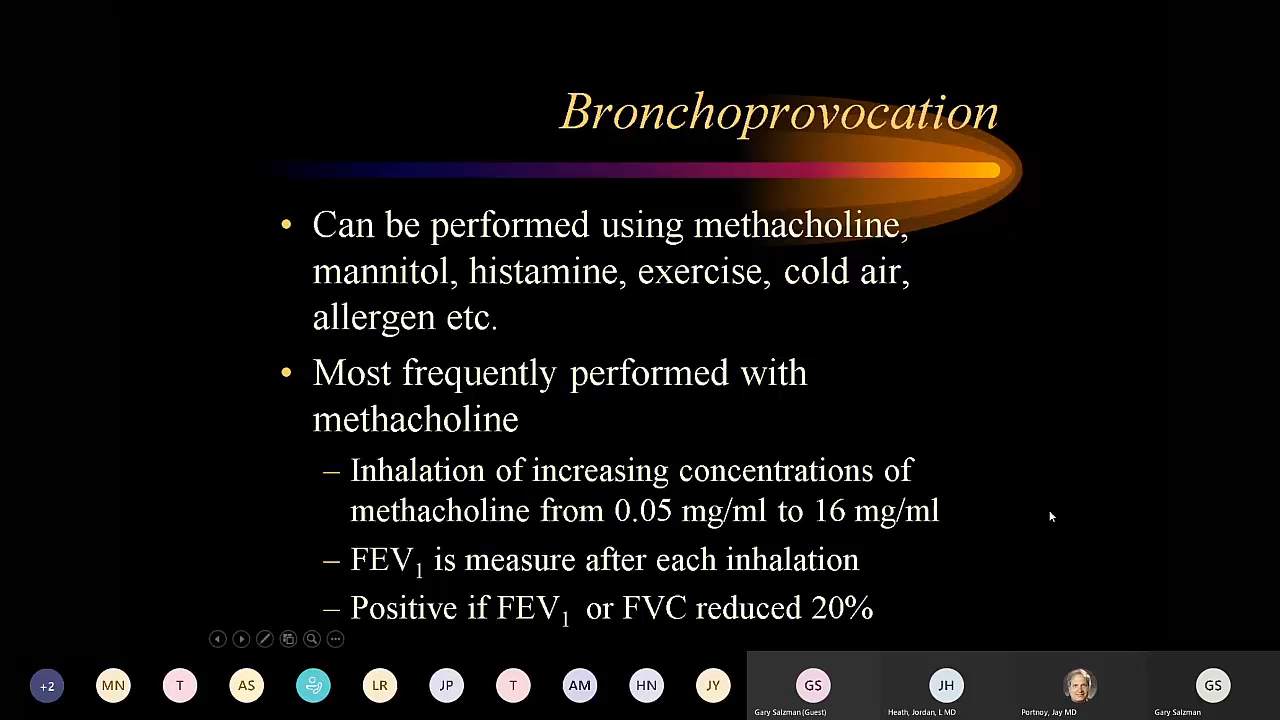 Bronchoprovocation
• Can be performed using methacholine,
mannitol, histamine, exercise, cold air,
allergen etc.
• Most frequently performed with
methacholine
– Inhalation of increasing concentrations of
methacholine from 0.05 mg/ml to 16 mg/ml
– FEV1 is measure after each inhalation
– Positive if FEV1 or FVC reduced 20%
+2 MN T AS LR JP T AM HN JY GS JH GS
Gary Salzman (Guest) Heath, Jordan, L MD Portnoy, Jay MD Gary Salzman